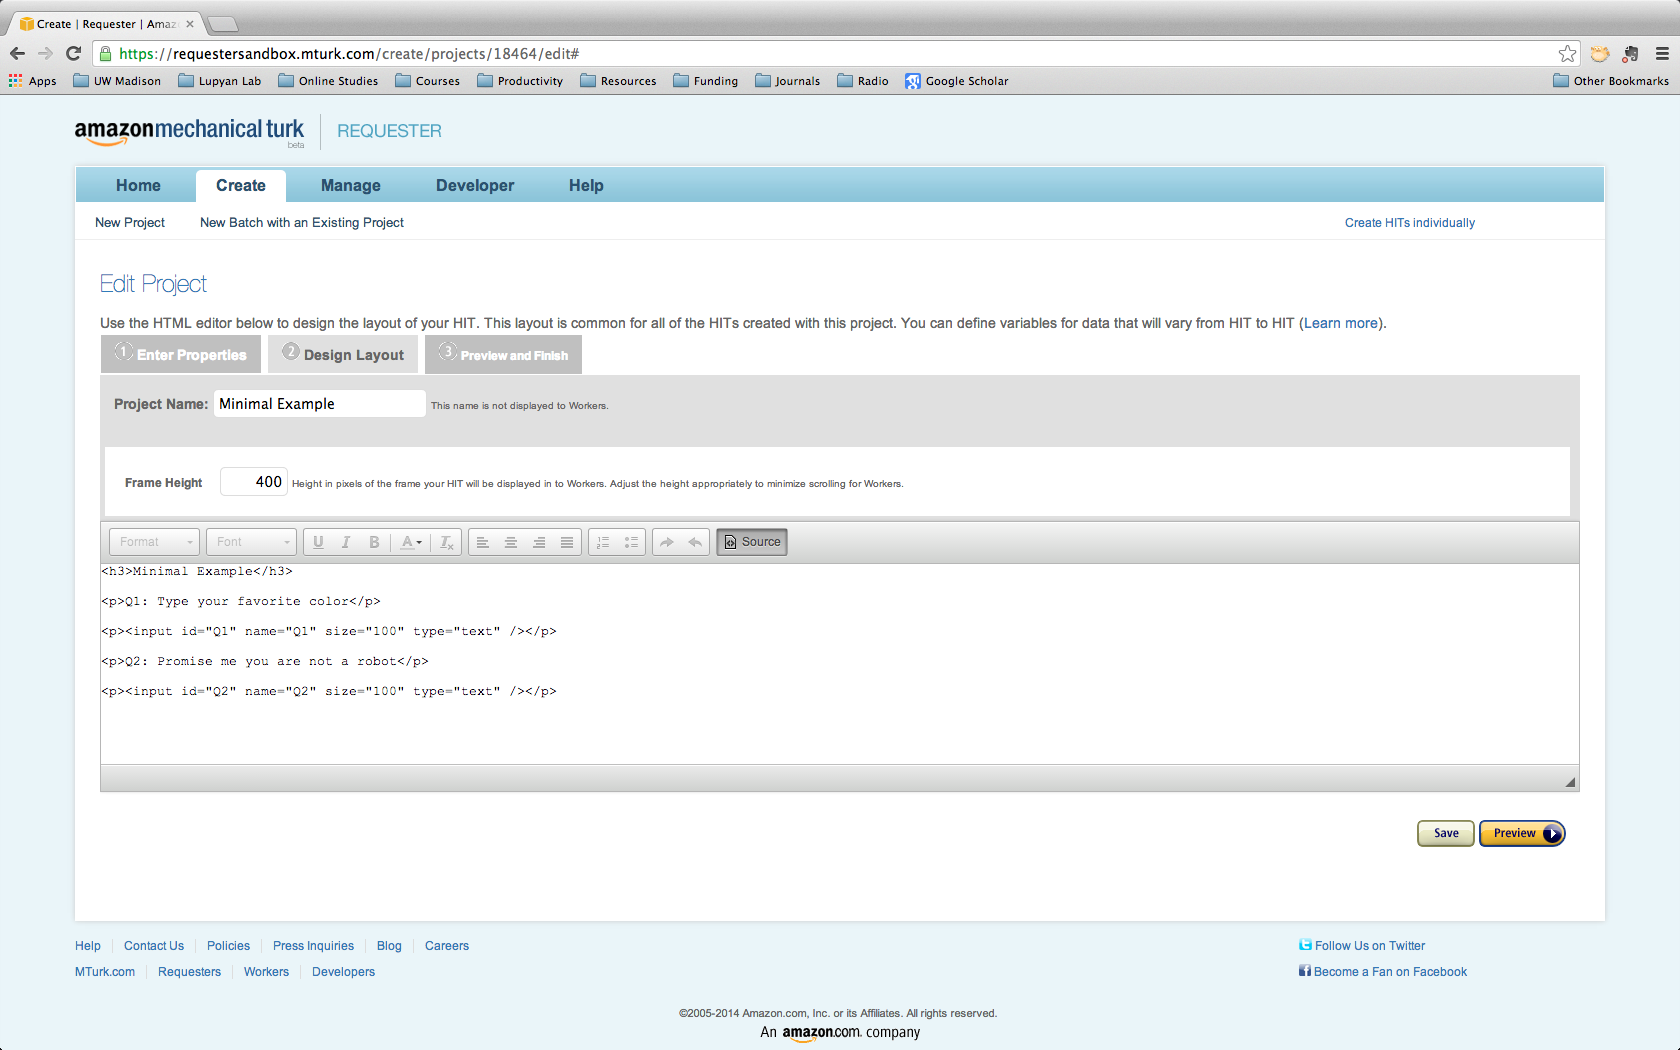 Create | Requester | Amaz
https://requestersandbox.mturk.com/create/projects/18464/edit#
Apps UW Madison Lupyan Lab Online Studies Courses Productivity Resources Funding Journals Radio Google Scholar Other Bookmarks
amazonmechanical turk REQUESTER
beta
Home Create Manage Developer Help
New Project New Batch with an Existing Project Create HITs individually
Edit Project
Use the HTML editor below to design the layout of your HIT. This layout is common for all of the HITs created with this project. You can define variables for data that will vary from HIT to HIT (Learn more).
1 Enter Properties 2 Design Layout 3 Preview and Finish
Project Name: Minimal Example This name is not displayed to Workers.
Frame Height 400 Height in pixels of the frame your HIT will be displayed in to Workers. Adjust the height appropriately to minimize scrolling for Workers.
Format Font U I B A Tx Source
<h3>Minimal Example</h3>
<p>Q1: Type your favorite color</p>
<p><input id="Q1" name="Q1" size="100" type="text" /></p>
<p>Q2: Promise me you are not a robot</p>
<p><input id="Q2" name="Q2" size="100" type="text" /></p>
Save Preview
Help Contact Us Policies Press Inquiries Blog Careers Follow Us on Twitter
MTurk.com Requesters Workers Developers Become a Fan on Facebook
©2005-2014 Amazon.com, Inc. or its Affiliates. All rights reserved.
An amazon.com. company